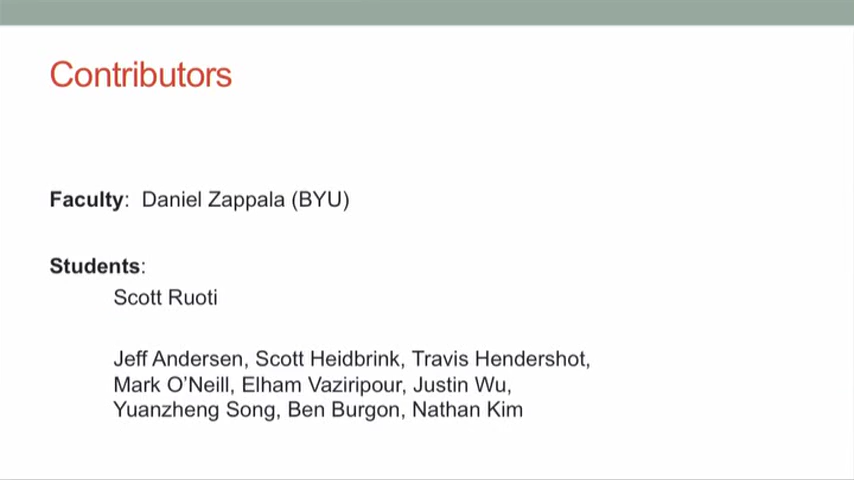 Contributors
Faculty: Daniel Zappala (BYU)
Students:
Scott Ruoti
Jeff Andersen, Scott Heidbrink, Travis Hendershot,
Mark O’Neill, Elham Vaziripour, Justin Wu,
Yuanzheng Song, Ben Burgon, Nathan Kim